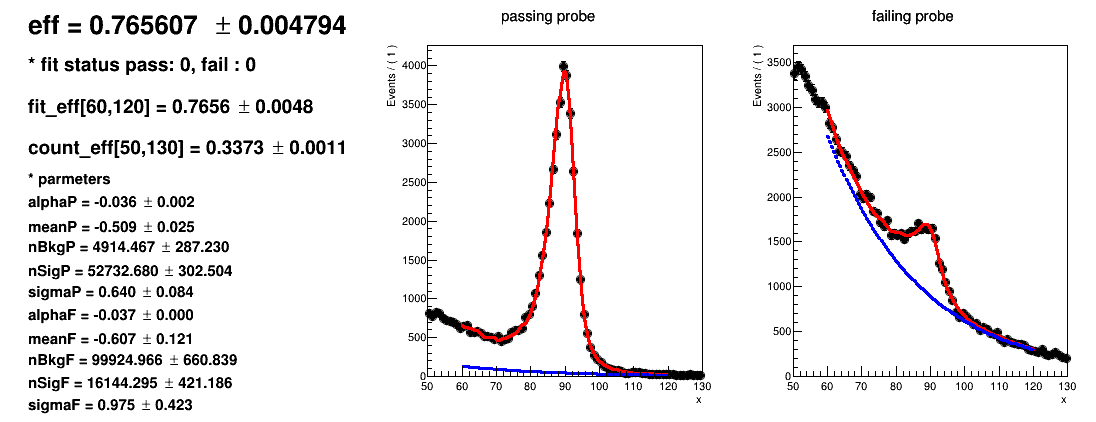 eff = 0.765607 ± 0.004794
* fit status pass: 0, fail : 0
fit_eff[60,120] = 0.7656 ± 0.0048
count_eff[50,130] = 0.3373 ± 0.0011
* parmeters
alphaP = -0.036 ± 0.002
meanP = -0.509 ± 0.025
nBkgP = 4914.467 ± 287.230
nSigP = 52732.680 ± 302.504
sigmaP = 0.640 ± 0.084
alphaF = -0.037 ± 0.000
meanF = -0.607 ± 0.121
nBkgF = 99924.966 ± 660.839
nSigF = 16144.295 ± 421.186
sigmaF = 0.975 ± 0.423
passing probe
Events / ( 1 )
4000
3500
3000
2500
2000
1500
1000
500
0
50 60 70 80 90 100 110 120 130
x
failing probe
Events / ( 1 )
3500
3000
2500
2000
1500
1000
500
0
50 60 70 80 90 100 110 120 130
x